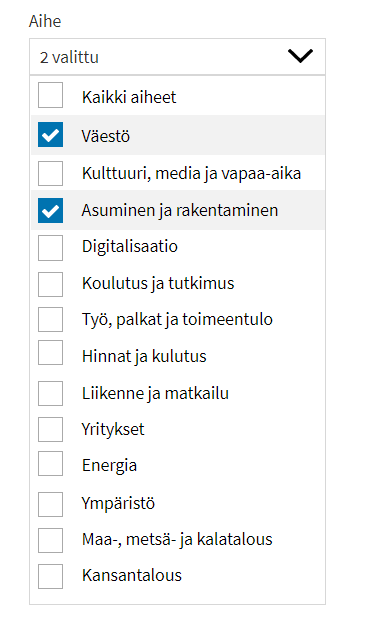 Aihe
2 valittu
Kaikki aiheet
Väestö
Kulttuuri, media ja vapaa-aika
Asuminen ja rakentaminen
Digitalisaatio
Koulutus ja tutkimus
Työ, palkat ja toimeentulo
Hinnat ja kulutus
Liikenne ja matkailu
Yritykset
Energia
Ympäristö
Maa-, metsä- ja kalatalous
Kansantalous